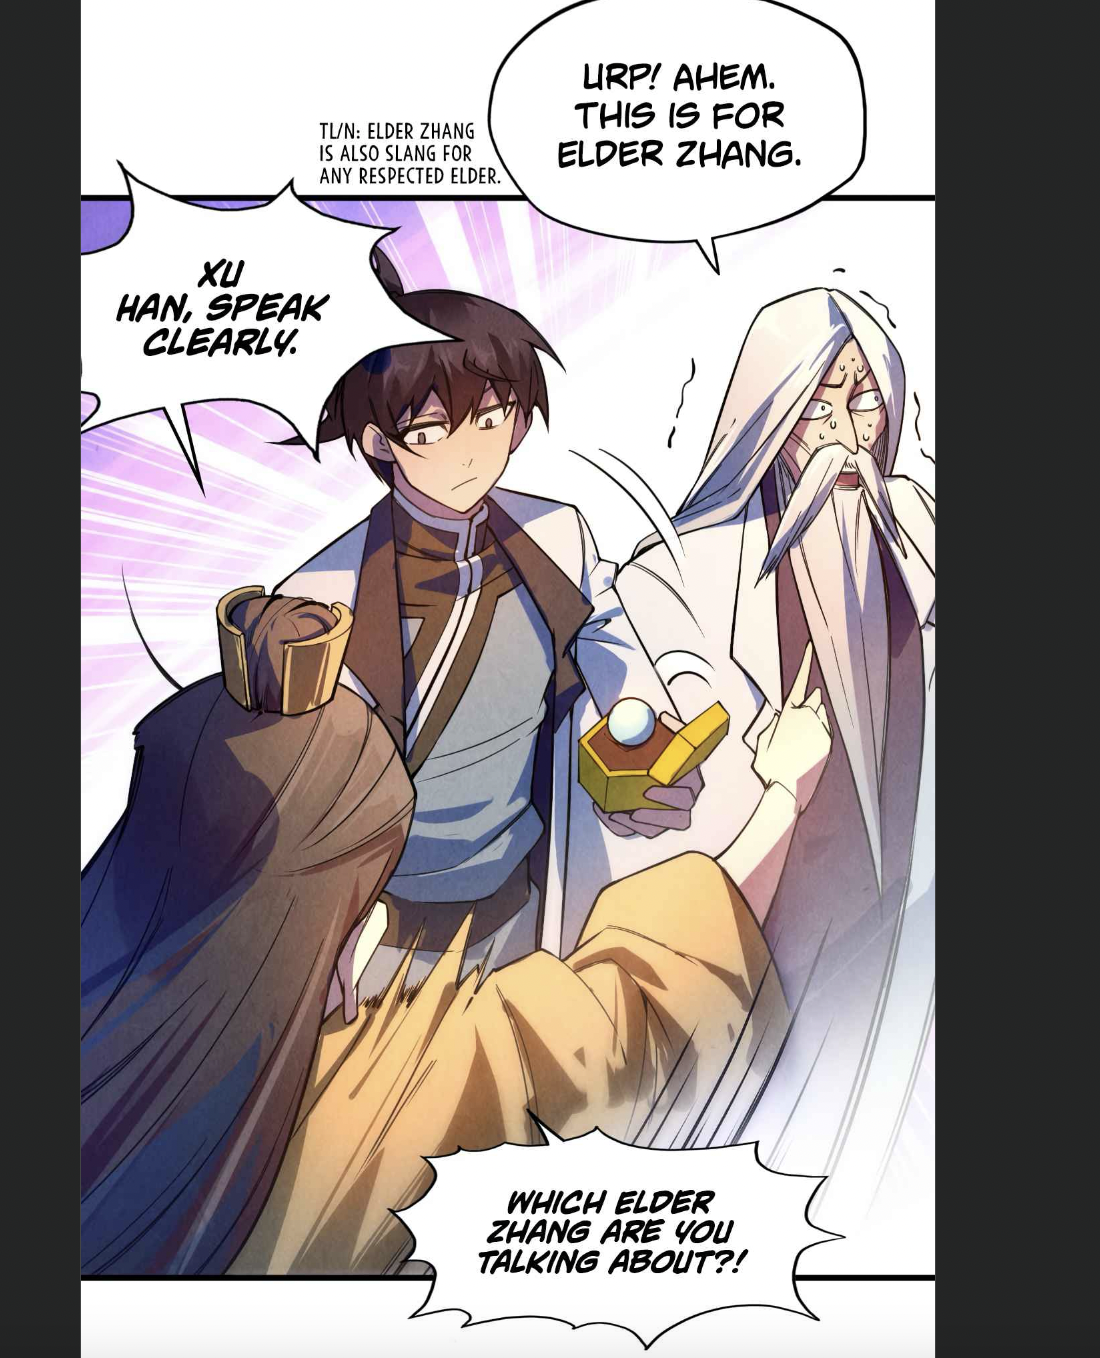 URP! AHEM.
THIS IS FOR
ELDER ZHANG.
TL/N: ELDER ZHANG
IS ALSO SLANG FOR
ANY RESPECTED ELDER.
XU
HAN, SPEAK
CLEARLY.
WHICH ELDER
ZHANG ARE YOU
TALKING ABOUT?!